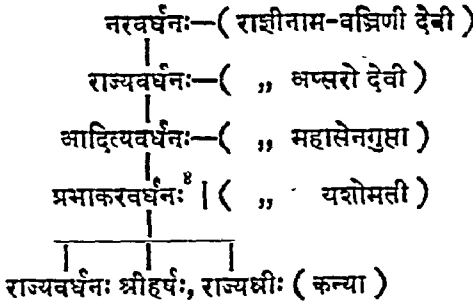 नरवर्धनः—( राज्ञीनाम-वज्रिणी देवी )
राज्यवर्धनः—( „ अप्सरो देवी )
आदित्यवर्धनः—( „ महासेनगुप्ता )
प्रभाकरवर्धनः४ | ( „ यशोमती )
राज्यवर्धनः श्रीहर्षः, राज्यश्रीः ( कन्या )